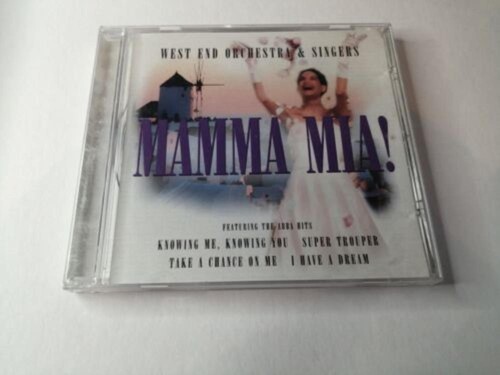 WEST END ORCHESTRA & SINGERS
MAMMA MIA!
FEATURING THE ABBA HITS
KNOWING ME, KNOWING YOU SUPER TROUPER
TAKE A CHANCE ON ME I HAVE A DREAM